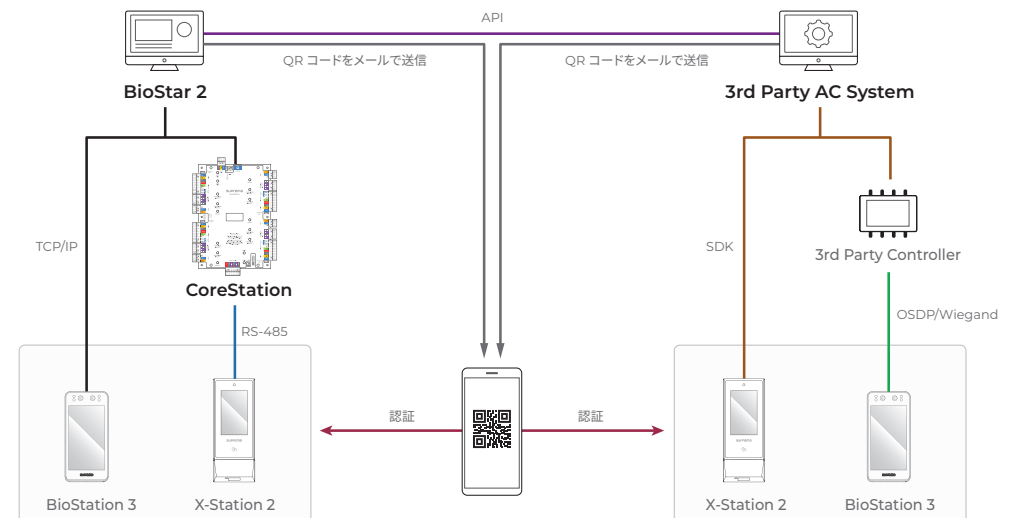 API
QR コードをメールで送信
QR コードをメールで送信
BioStar 2
3rd Party AC System
TCP/IP
SDK
3rd Party Controller
CoreStation
RS-485
OSDP/Wiegand
認証
認証
BioStation 3
X-Station 2
X-Station 2
BioStation 3